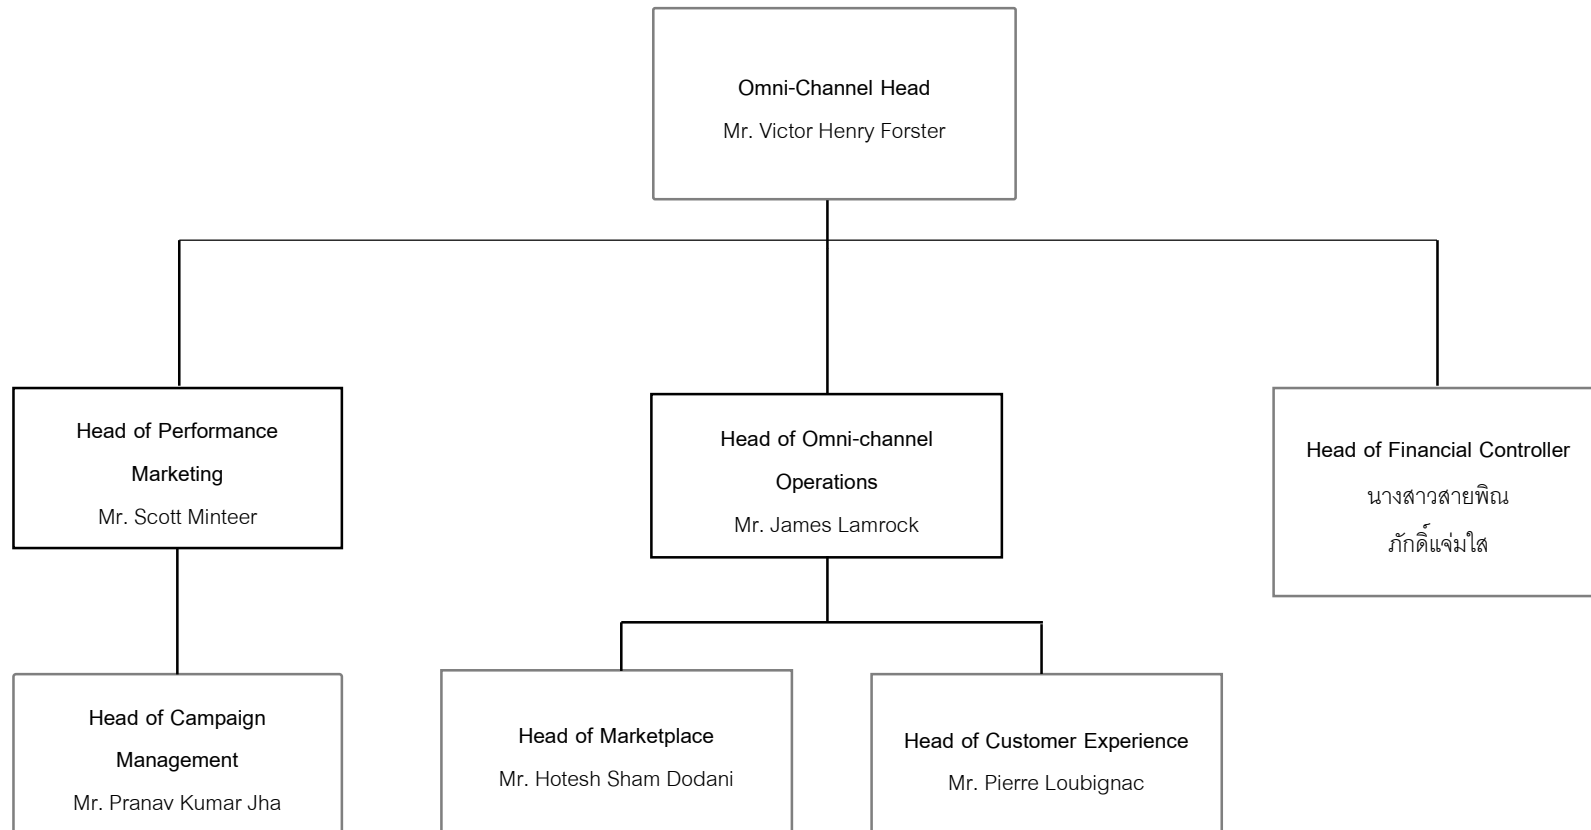 Omni-Channel Head
Mr. Victor Henry Forster
Head of Performance
Marketing
Mr. Scott Minteer
Head of Omni-channel
Operations
Mr. James Lamrock
Head of Financial Controller
นางสาวสายพิณ
ภักดิ์แจ่มใส
Head of Campaign
Management
Mr. Pranav Kumar Jha
Head of Marketplace
Mr. Hotesh Sham Dodani
Head of Customer Experience
Mr. Pierre Loubignac